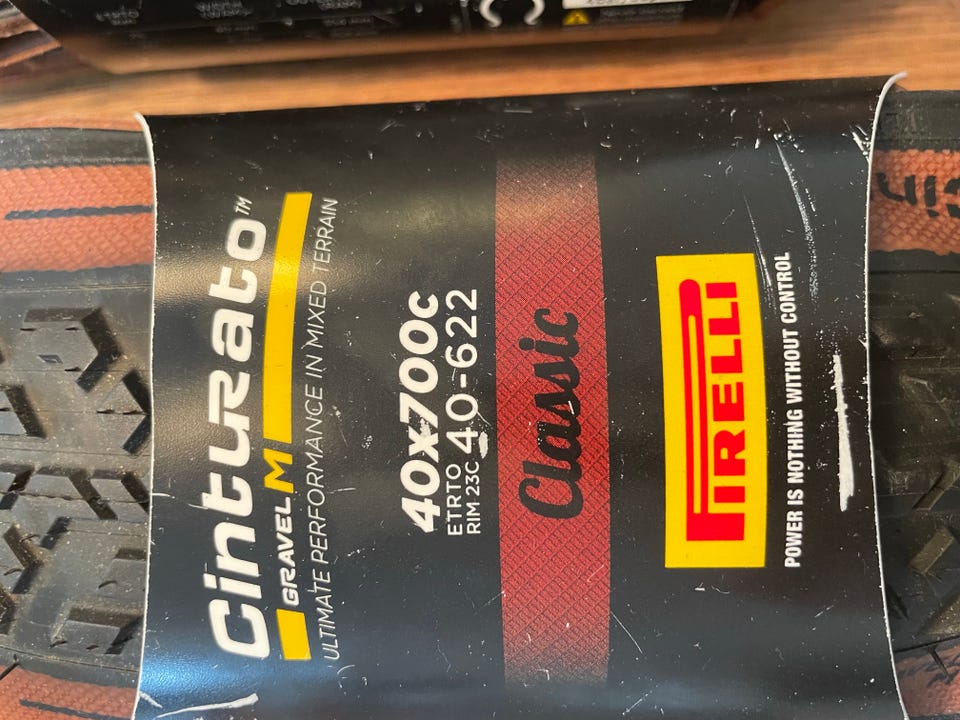 Cinturato™
GRAVEL M
ULTIMATE PERFORMANCE IN MIXED TERRAIN
40x700c
ETRTO 40-622
RIM 23C
Classic
PIRELLI
POWER IS NOTHING WITHOUT CONTROL
Cin